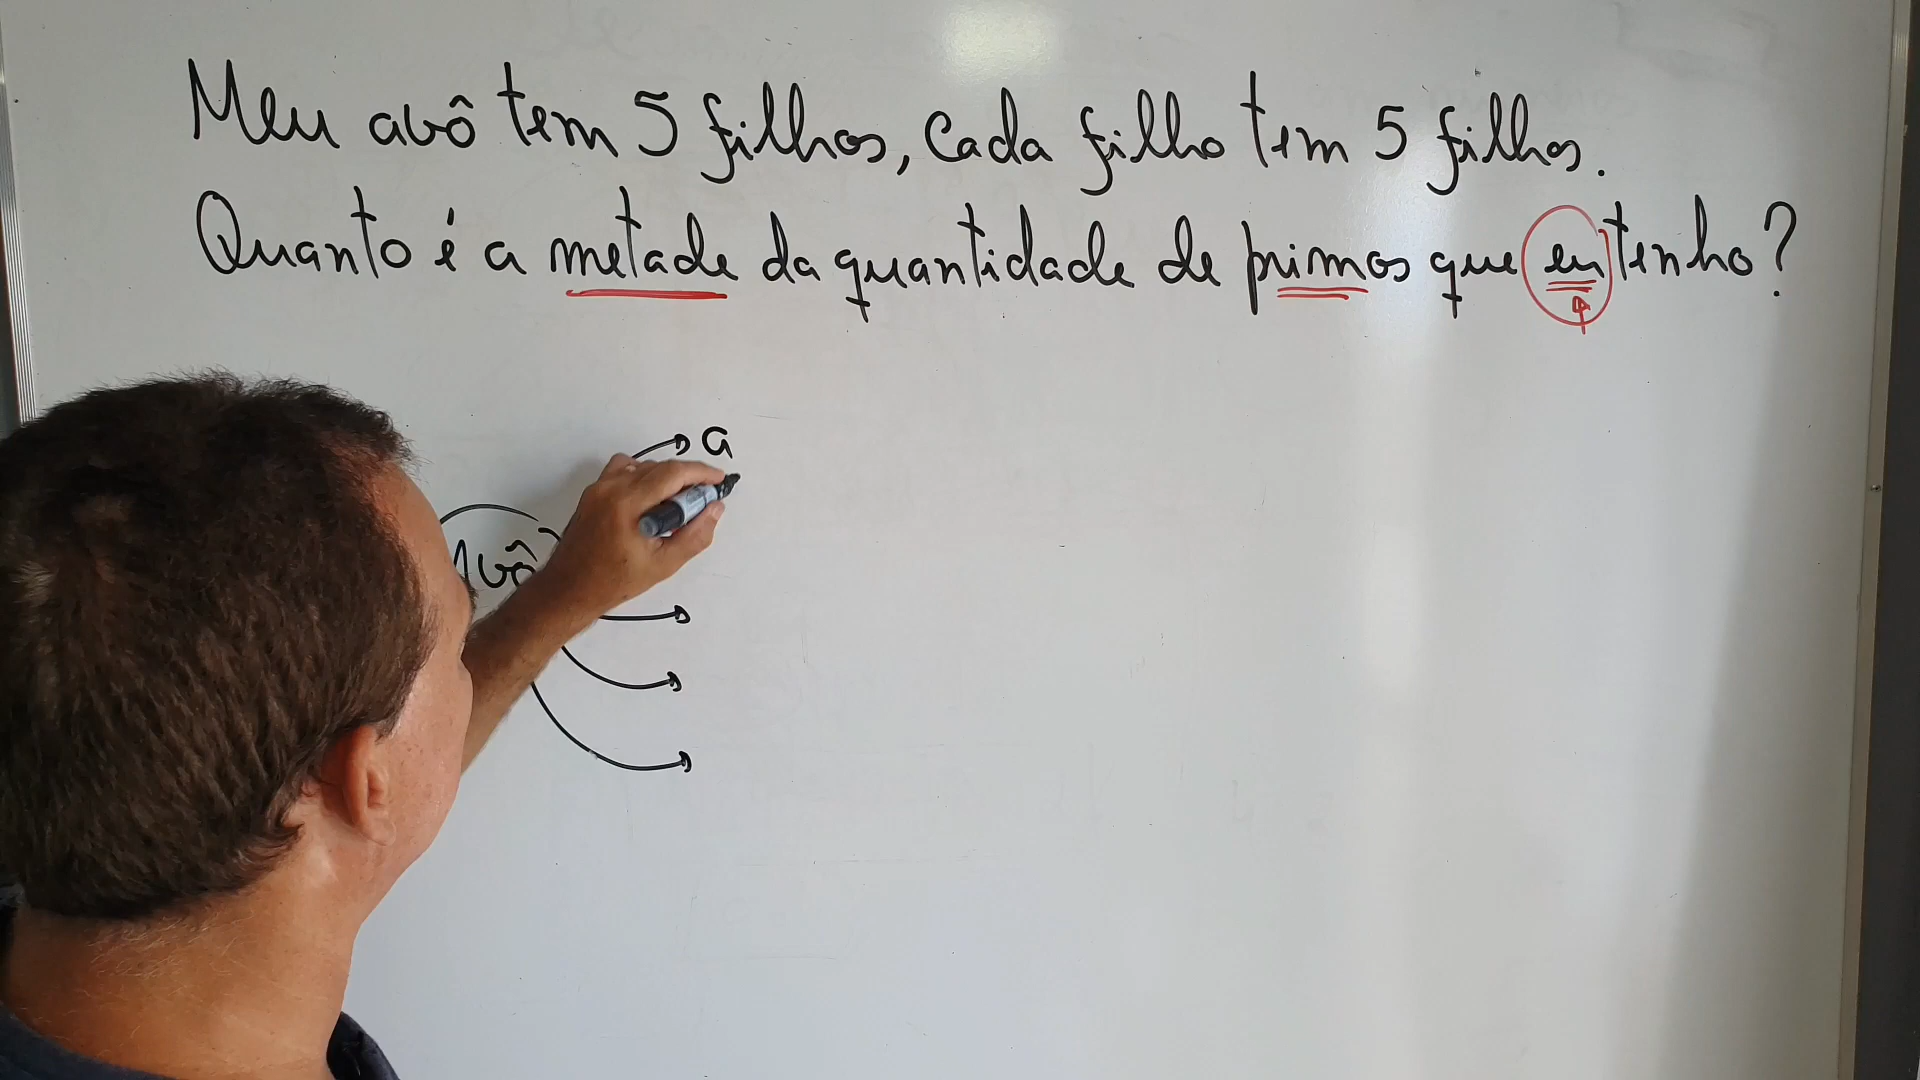 Meu avô tem 5 filhos, Cada filho tem 5 filhos.
Quanto é a metade da quantidade de primos que eu tenho?
a
Avô